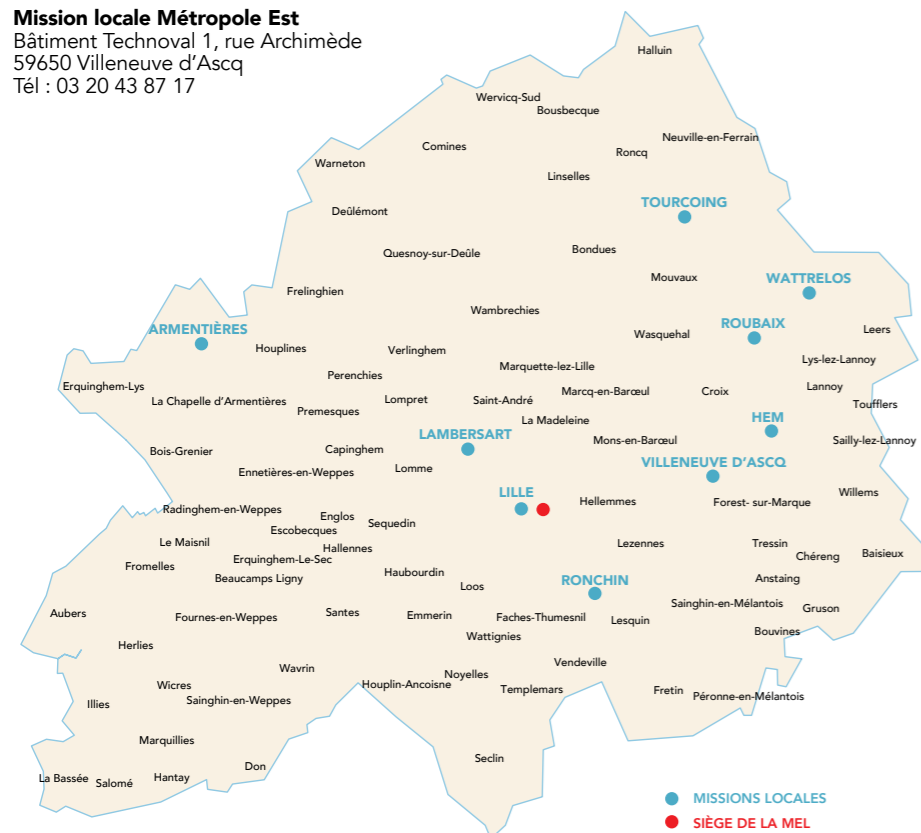 Mission locale Métropole Est
Bâtiment Technoval 1, rue Archimède
59650 Villeneuve d'Ascq
Tél : 03 20 43 87 17
Halluin
Wervicq-Sud
Bousbecque
Neuville-en-Ferrain
Comines
Roncq
Warneton
Linselles
TOURCOING
Deûlémont
Quesnoy-sur-Deûle
Bondues
Mouvaux
WATTRELOS
Frelinghien
Wambrechies
ROUBAIX
ARMENTIÈRES
Leers
Wasquehal
Houplines
Verlinghem
Lys-lez-Lannoy
Marquette-lez-Lille
Perenchies
Erquinghem-Lys
Lannoy
Marcq-en-Barœul
Croix
La Chapelle d'Armentières
Lompret
Saint-André
Toufflers
Premesques
La Madeleine
HEM
LAMBERSART
Mons-en-Barœul
Sailly-lez-Lannoy
Bois-Grenier
Capinghem
VILLENEUVE D'ASCQ
Ennetières-en-Weppes
Lomme
LILLE
Willems
Hellemmes
Forest- sur-Marque
Radinghem-en-Weppes
Englos
Sequedin
Escobecques
Le Maisnil
Hallennes
Lezennes
Tressin
Chéreng
Baisieux
Erquinghem-Le-Sec
Fromelles
Haubourdin
Beaucamps Ligny
Loos
RONCHIN
Anstaing
Sainghin-en-Mélantois
Gruson
Aubers
Fournes-en-Weppes
Santes
Emmerin
Faches-Thumesnil
Lesquin
Bouvines
Wattignies
Herlies
Vendeville
Wavrin
Noyelles
Wicres
Houplin-Ancoisne
Templemars
Fretin
Péronne-en-Mélantois
Illies
Sainghin-en-Weppes
Marquillies
Seclin
Don
La Bassée
Salomé
Hantay
MISSIONS LOCALES
SIÈGE DE LA MEL